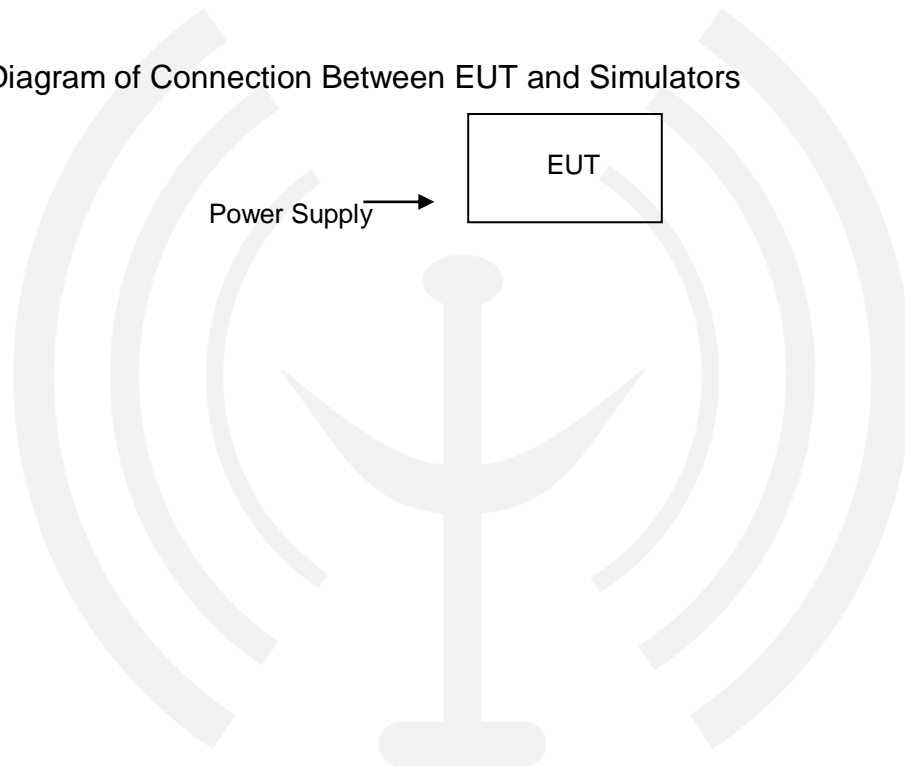 Diagram of Connection Between EUT and Simulators
EUT
Power Supply